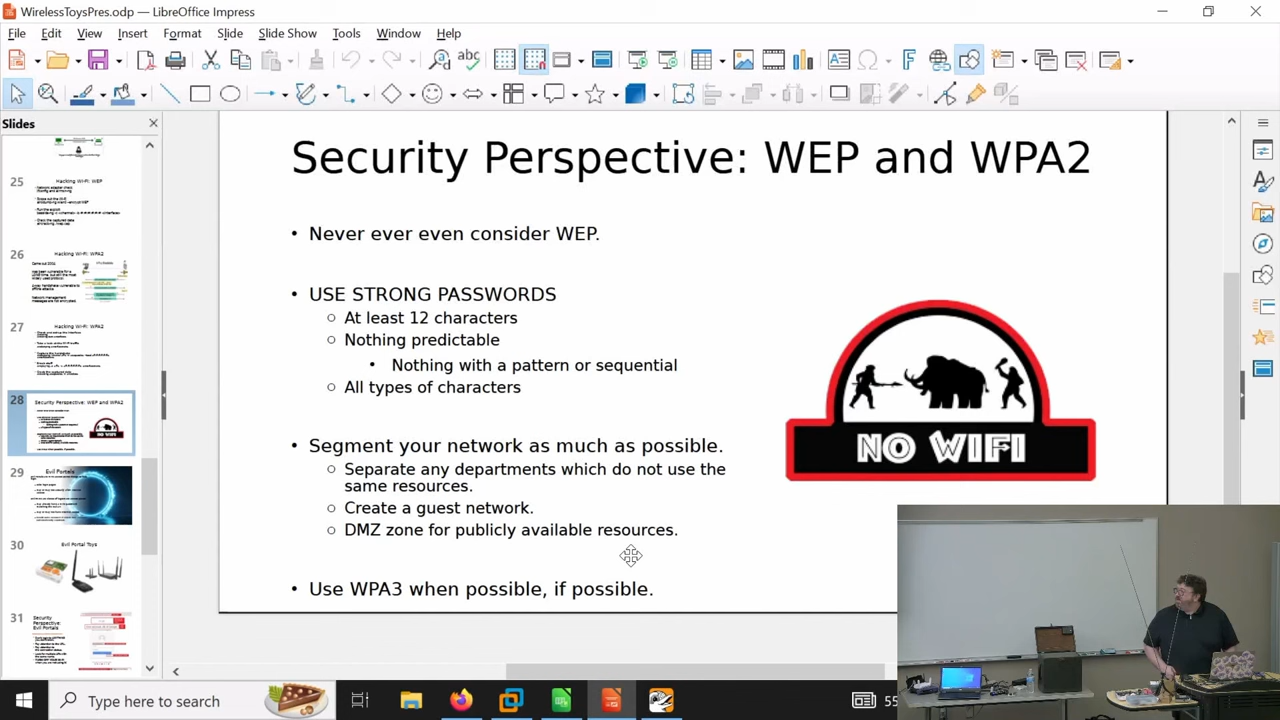 WirelessToysPres.odp — LibreOffice Impress
File Edit View Insert Format Slide Slide Show Tools Window Help
Slides
25
Hacking Wi-Fi: WEP
26
Hacking Wi-Fi: WPA2
27
Hacking Wi-Fi: WPA2
28
Security Perspective: WEP and WPA2
29
Evil Portals
30
Evil Portal Toys
31
Security
Perspective:
Evil Portals
Security Perspective: WEP and WPA2
• Never ever even consider WEP.
• USE STRONG PASSWORDS
○ At least 12 characters
○ Nothing predictable
• Nothing with a pattern or sequential
○ All types of characters
• Segment your network as much as possible.
○ Separate any departments which do not use the
same resources.
○ Create a guest network.
○ DMZ zone for publicly available resources.
• Use WPA3 when possible, if possible.
NO WIFI
Type here to search
55